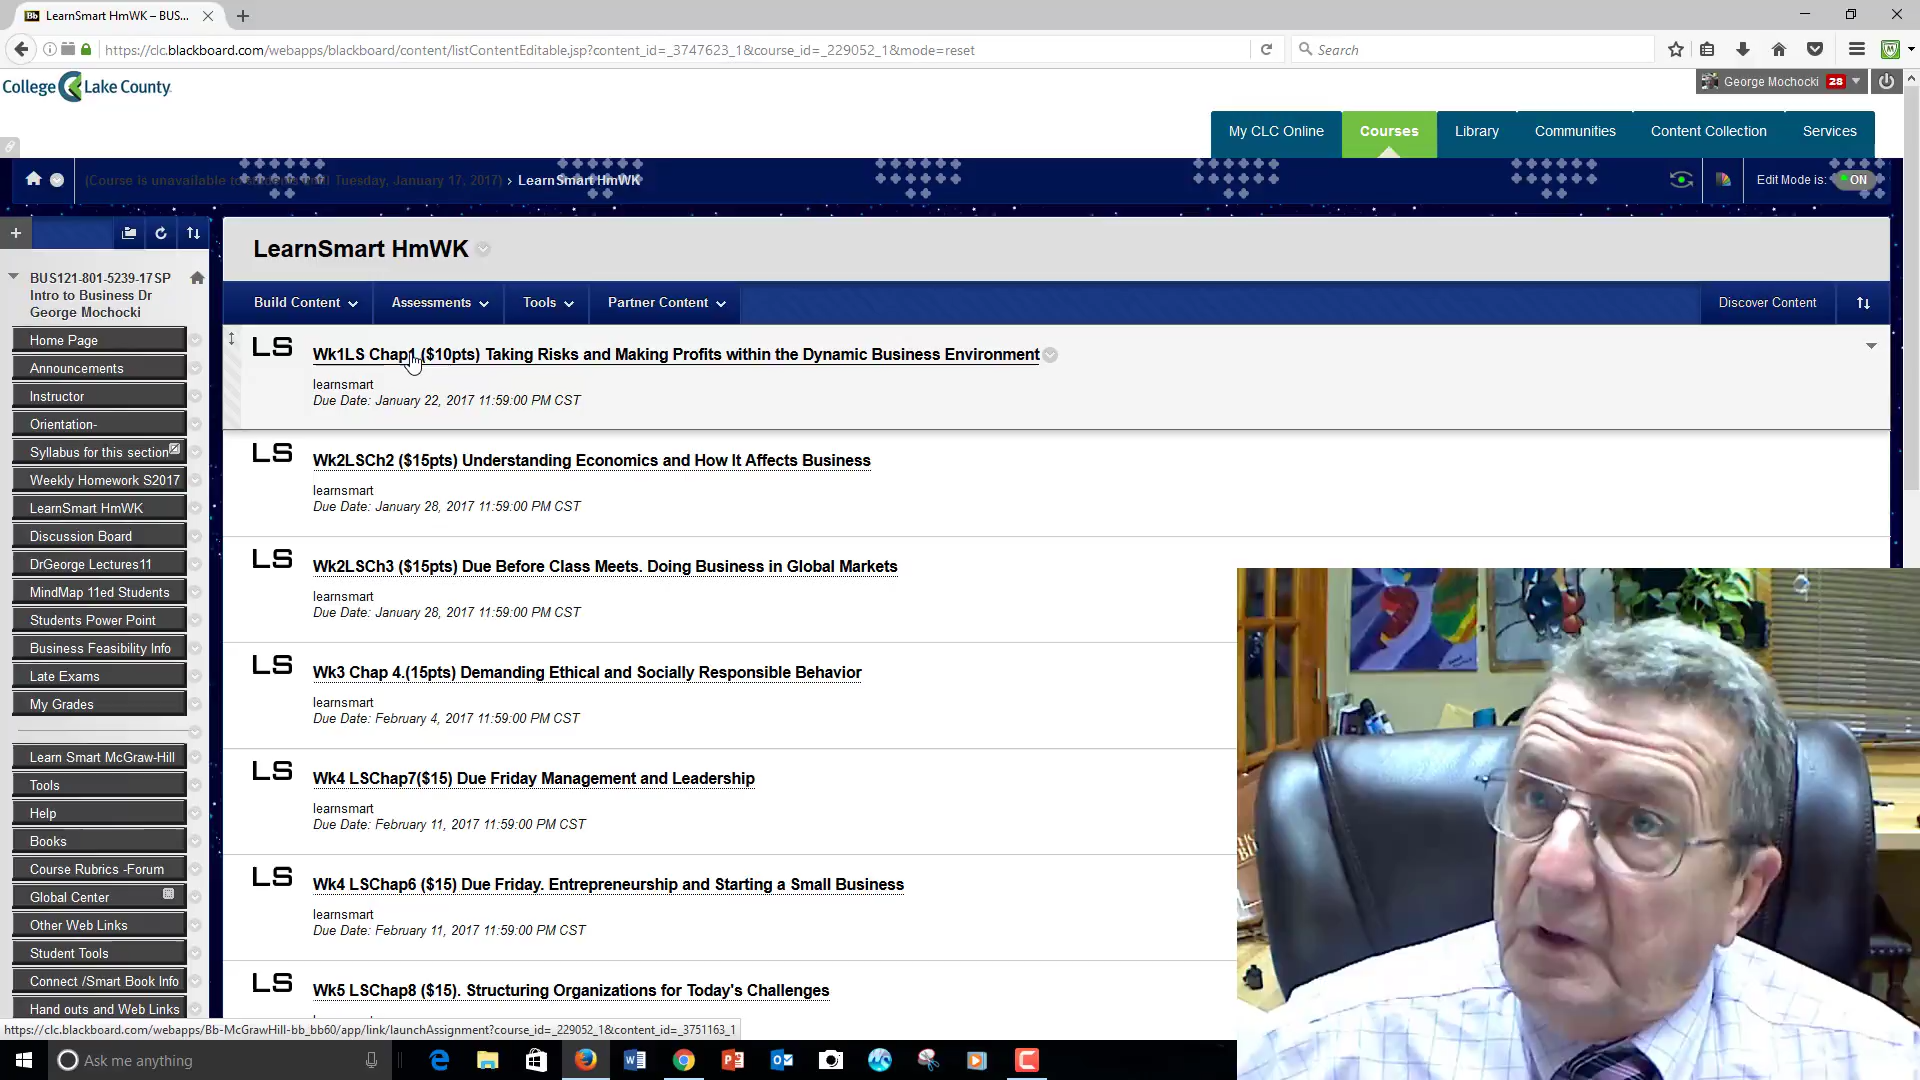 Bb LearnSmart HmWK – BUS...
https://clc.blackboard.com/webapps/blackboard/content/listContentEditable.jsp?content_id=_3747623_1&course_id=_229052_1&mode=reset
Search
College Lake County
George Mochocki 28
My CLC Online
Courses
Library
Communities
Content Collection
Services
(Course is unavailable to students until Tuesday, January 17, 2017) › LearnSmart HmWK
Edit Mode is: ON
LearnSmart HmWK
Build Content
Assessments
Tools
Partner Content
Discover Content
BUS121-801-5239-17SP
Intro to Business Dr
George Mochocki
Home Page
Announcements
Instructor
Orientation-
Syllabus for this section
Weekly Homework S2017
LearnSmart HmWK
Discussion Board
DrGeorge Lectures11
MindMap 11ed Students
Students Power Point
Business Feasibility Info
Late Exams
My Grades
Learn Smart McGraw-Hill
Tools
Help
Books
Course Rubrics -Forum
Global Center
Other Web Links
Student Tools
Connect /Smart Book Info
Hand outs and Web Links
LS Wk1LS Chap1 ($10pts) Taking Risks and Making Profits within the Dynamic Business Environment
learnsmart
Due Date: January 22, 2017 11:59:00 PM CST
LS Wk2LSCh2 ($15pts) Understanding Economics and How It Affects Business
learnsmart
Due Date: January 28, 2017 11:59:00 PM CST
LS Wk2LSCh3 ($15pts) Due Before Class Meets. Doing Business in Global Markets
learnsmart
Due Date: January 28, 2017 11:59:00 PM CST
LS Wk3 Chap 4.(15pts) Demanding Ethical and Socially Responsible Behavior
learnsmart
Due Date: February 4, 2017 11:59:00 PM CST
LS Wk4 LSChap7($15) Due Friday Management and Leadership
learnsmart
Due Date: February 11, 2017 11:59:00 PM CST
LS Wk4 LSChap6 ($15) Due Friday. Entrepreneurship and Starting a Small Business
learnsmart
Due Date: February 11, 2017 11:59:00 PM CST
LS Wk5 LSChap8 ($15). Structuring Organizations for Today's Challenges
https://clc.blackboard.com/webapps/Bb-McGrawHill-bb_bb60/app/link/launchAssignment?course_id=_229052_1&content_id=_3751163_1
Ask me anything